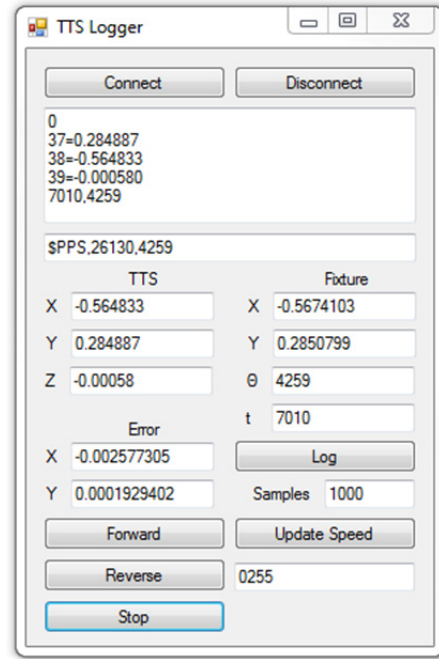 TTS Logger
Connect Disconnect
0
37=0.284887
38=-0.564833
39=-0.000580
7010,4259
$PPS,26130,4259
TTS Fixture
X -0.564833 X -0.5674103
Y 0.284887 Y 0.2850799
Z -0.00058 Θ 4259
t 7010
Error
X -0.002577305 Log
Y 0.0001929402 Samples 1000
Forward Update Speed
Reverse 0255
Stop